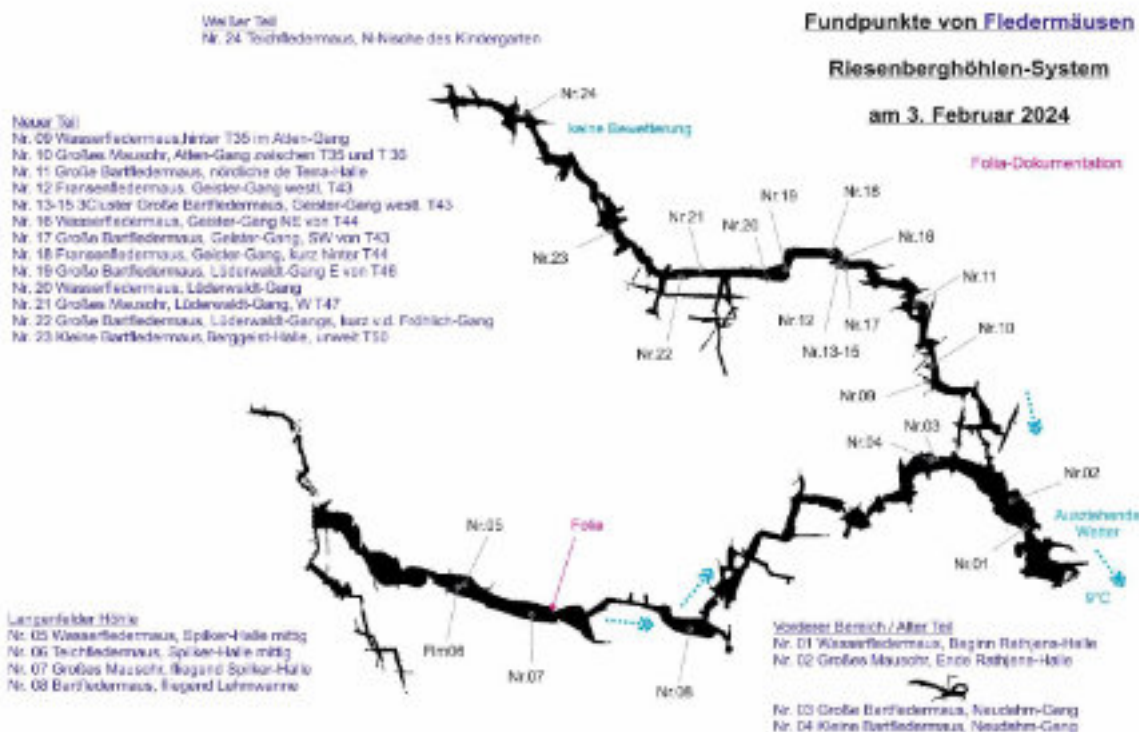 Fundpunkte von Fledermäusen
Riesenberghöhlen-System
am 3. Februar 2024
Folia-Dokumentation
Weißer Teil
Nr. 24 Teichfledermaus, N-Nische des Kindergarten
Nr.24
keine Bewetterung
Neuer Teil
Nr. 09 Wasserfledermaus,hinter T35 im Alten-Gang
Nr. 10 Großes Mausohr, Alten-Gang zwischen T35 und T36
Nr. 11 Große Bartfledermaus, nördliche de Terra-Halle
Nr. 12 Fransenfledermaus, Geister-Gang westl. T43
Nr. 13-15 3Cluster Große Bartfledermaus, Geister-Gang westl. T43
Nr. 16 Wasserfledermaus, Geister-Gang NE von T44
Nr. 17 Große Bartfledermaus, Geister-Gang, SW von T43
Nr. 18 Fransenfledermaus, Geister-Gang, kurz hinter T44
Nr. 19 Große Bartfledermaus, Lüderwaldt-Gang E von T46
Nr. 20 Wasserfledermaus, Lüderwaldt-Gang
Nr. 21 Großes Mausohr, Lüderwaldt-Gang, W T47
Nr. 22 Große Bartfledermaus, Lüderwaldt-Gangs, kurz v.d. Fröhlich-Gang
Nr. 23 Kleine Bartfledermaus, Berggeist-Halle, unweit T50
Nr.19
Nr.18
Nr.21
Nr.20
Nr.16
Nr.23
Nr.11
Nr.12
Nr.17
Nr.10
Nr.22
Nr.13-15
Nr.09
Nr.03
Nr.04
Nr.02
Nr.05
Folia
Ausziehende
Wetter
Nr.01
9°C
Langenfelder Höhle
Nr. 05 Wasserfledermaus, Spilker-Halle mittig
Nr. 06 Teichfledermaus, Spilker-Halle mittig
Nr. 07 Großes Mausohr, fliegend Spilker-Halle
Nr. 08 Bartfledermaus, fliegend Lehmwanne
Nr.07
Nr.08
Vorderer Bereich / Alter Teil
Nr. 01 Wasserfledermaus, Beginn Rathjens-Halle
Nr. 02 Großes Mausohr, Ende Rathjens-Halle
Nr. 03 Große Bartfledermaus, Neudahm-Gang
Nr. 04 Kleine Bartfledermaus, Neudahm-Gang